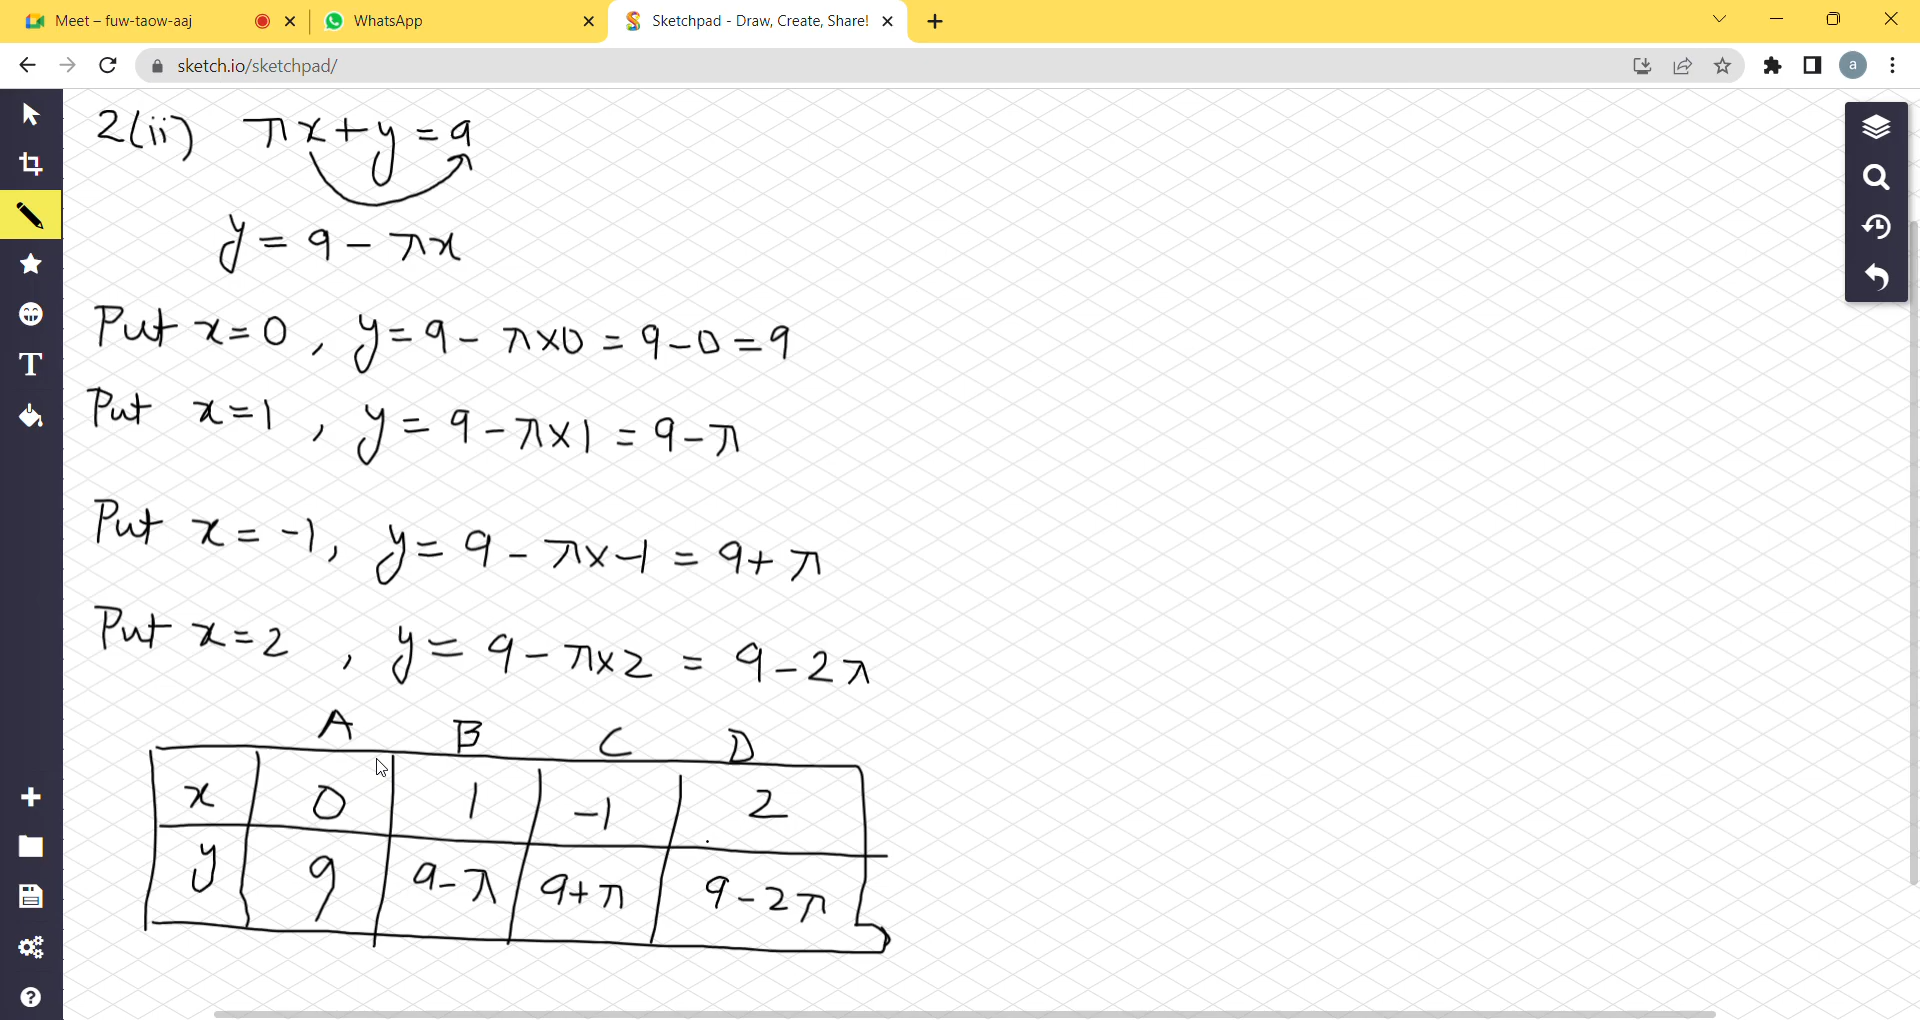 Meet – fuw-taow-aaj
WhatsApp
Sketchpad - Draw, Create, Share!
sketch.io/sketchpad/
a
2(ii) πx+y=9
y = 9 - πx
Put x=0, y=9- π×0 = 9-0=9
Put x=1, y= 9-π×1 = 9-π
Put x= -1, y= 9 - π×-1 = 9+ π
Put x=2, y= 9-π×2 = 9-2π
A B C D
x 0 1 -1 2
y 9 9-π 9+π 9-2π
T